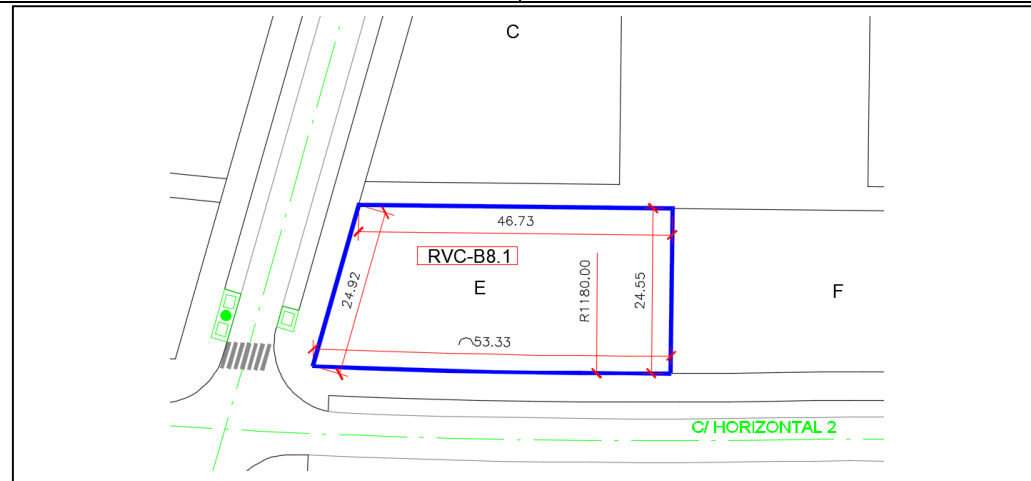 C
46.73
RVC-B8.1
E
24.92
R1180.00
24.55
F
⌒53.33
C/ HORIZONTAL 2